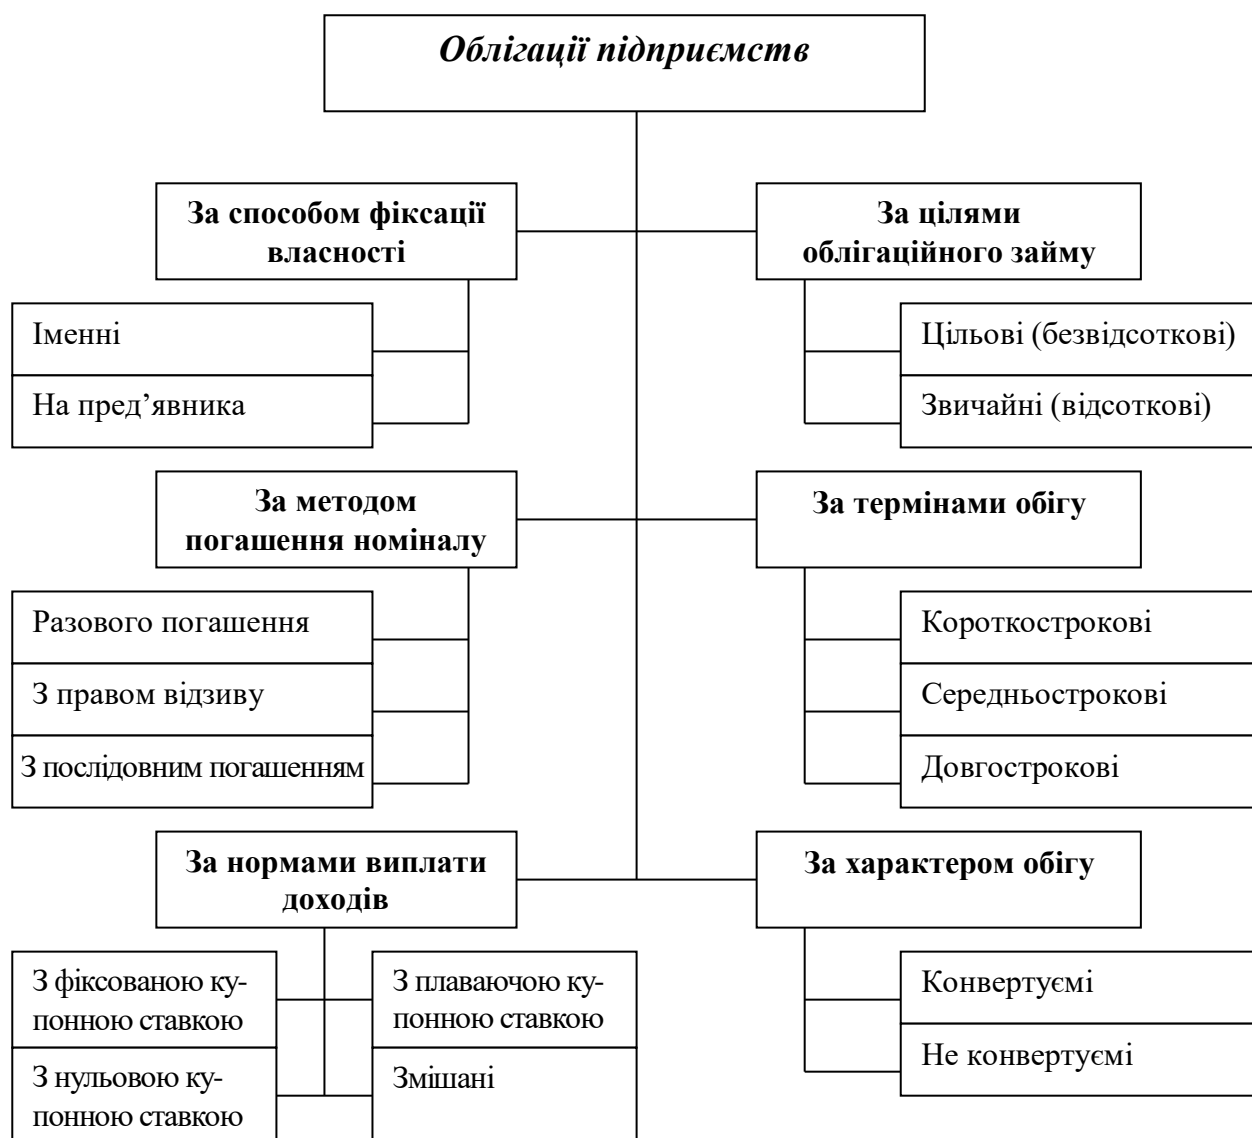 Облігації підприємств
За способом фіксації
власності
Іменні
На пред’явника
За цілями
облігаційного займу
Цільові (безвідсоткові)
Звичайні (відсоткові)
За методом
погашення номіналу
Разового погашення
З правом відзиву
З послідовним погашенням
За термінами обігу
Короткострокові
Середньострокові
Довгострокові
За нормами виплати
доходів
З фіксованою ку-
понною ставкою
З нульовою ку-
понною ставкою
З плаваючою ку-
понною ставкою
Змішані
За характером обігу
Конвертуємі
Не конвертуємі